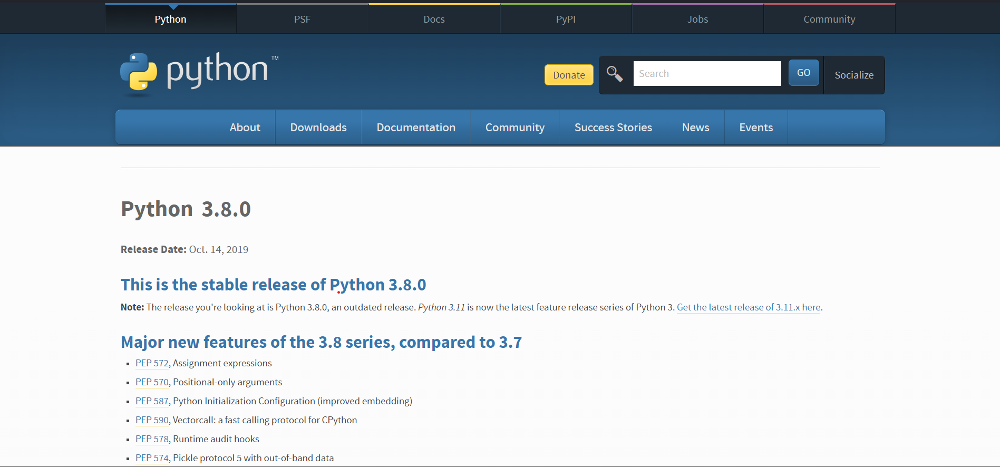 Python PSF Docs PyPI Jobs Community
python™
Donate Search GO Socialize
About Downloads Documentation Community Success Stories News Events
Python 3.8.0
Release Date: Oct. 14, 2019
This is the stable release of Python 3.8.0
Note: The release you're looking at is Python 3.8.0, an outdated release. Python 3.11 is now the latest feature release series of Python 3. Get the latest release of 3.11.x here.
Major new features of the 3.8 series, compared to 3.7
▪ PEP 572, Assignment expressions
▪ PEP 570, Positional-only arguments
▪ PEP 587, Python Initialization Configuration (improved embedding)
▪ PEP 590, Vectorcall: a fast calling protocol for CPython
▪ PEP 578, Runtime audit hooks
▪ PEP 574, Pickle protocol 5 with out-of-band data